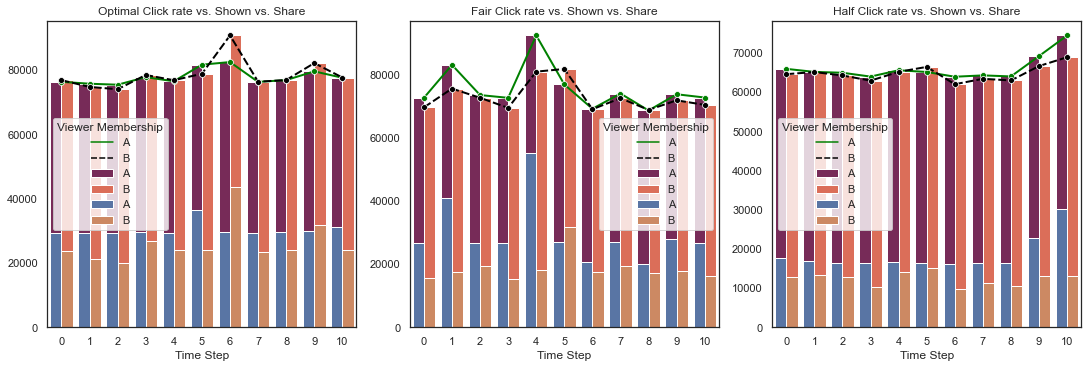 Optimal Click rate vs. Shown vs. Share
80000
60000
40000
20000
0
Viewer Membership
A
B
A
B
A
B
0 1 2 3 4 5 6 7 8 9 10
Time Step
Fair Click rate vs. Shown vs. Share
80000
60000
40000
20000
0
Viewer Membership
A
B
A
B
A
B
0 1 2 3 4 5 6 7 8 9 10
Time Step
Half Click rate vs. Shown vs. Share
70000
60000
50000
40000
30000
20000
10000
0
Viewer Membership
A
B
A
B
A
B
0 1 2 3 4 5 6 7 8 9 10
Time Step